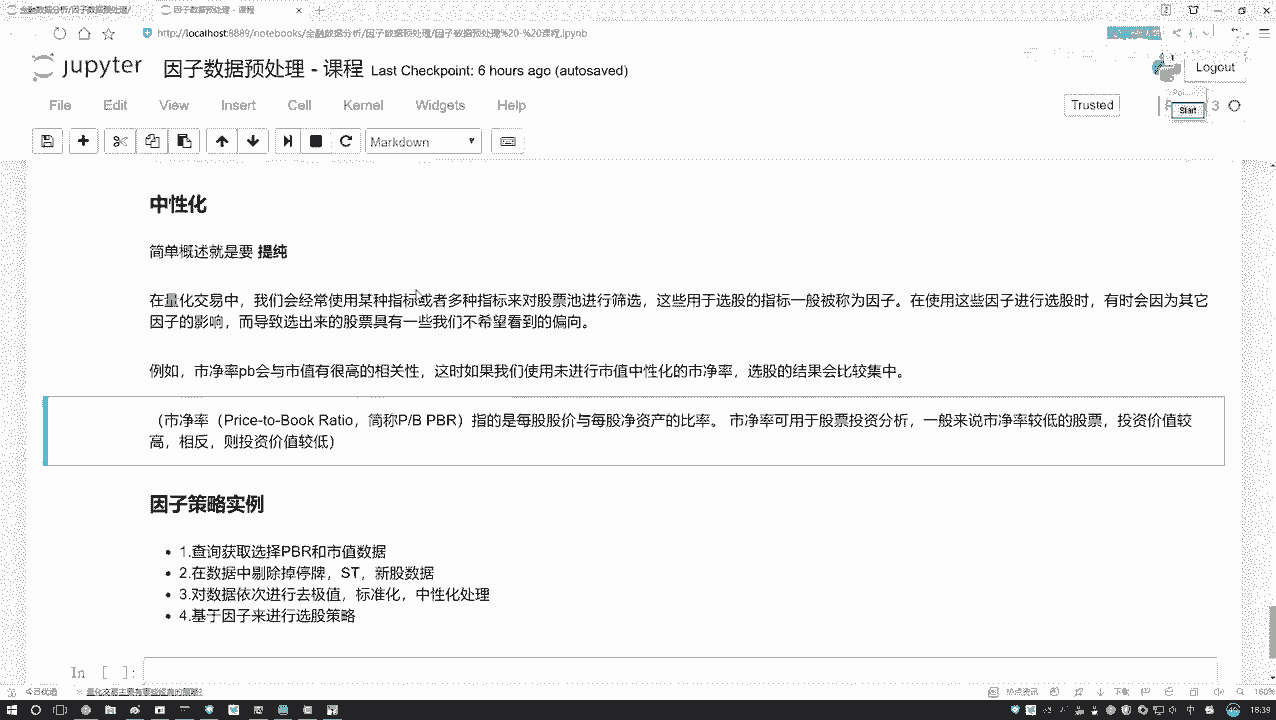 金融数据分析/因子数据预处理/
因子数据预处理 - 课程
http://localhost:8889/notebooks/金融数据分析/因子数据预处理/因子数据预处理%20-%20课程.ipynb
jupyter 因子数据预处理 - 课程 Last Checkpoint: 6 hours ago (autosaved)
Logout
File Edit View Insert Cell Kernel Widgets Help
Trusted
3
Start
Markdown
中性化
简单概述就是要 提纯
在量化交易中，我们会经常使用某种指标或者多种指标来对股票池进行筛选，这些用于选股的指标一般被称为因子。在使用这些因子进行选股时，有时会因为其它
因子的影响，而导致选出来的股票具有一些我们不希望看到的偏向。
例如，市净率pb会与市值有很高的相关性，这时如果我们使用未进行市值中性化的市净率，选股的结果会比较集中。
（市净率（Price-to-Book Ratio，简称P/B PBR）指的是每股股价与每股净资产的比率。 市净率可用于股票投资分析，一般来说市净率较低的股票，投资价值较
高，相反，则投资价值较低）
因子策略实例
1.查询获取选择PBR和市值数据
2.在数据中剔除掉停牌，ST，新股数据
3.对数据依次进行去极值，标准化，中性化处理
4.基于因子来进行选股策略
In [ ]:
今日优选
量化交易主要有哪些经典的策略?
热点资讯
下载
160%
中
16:39